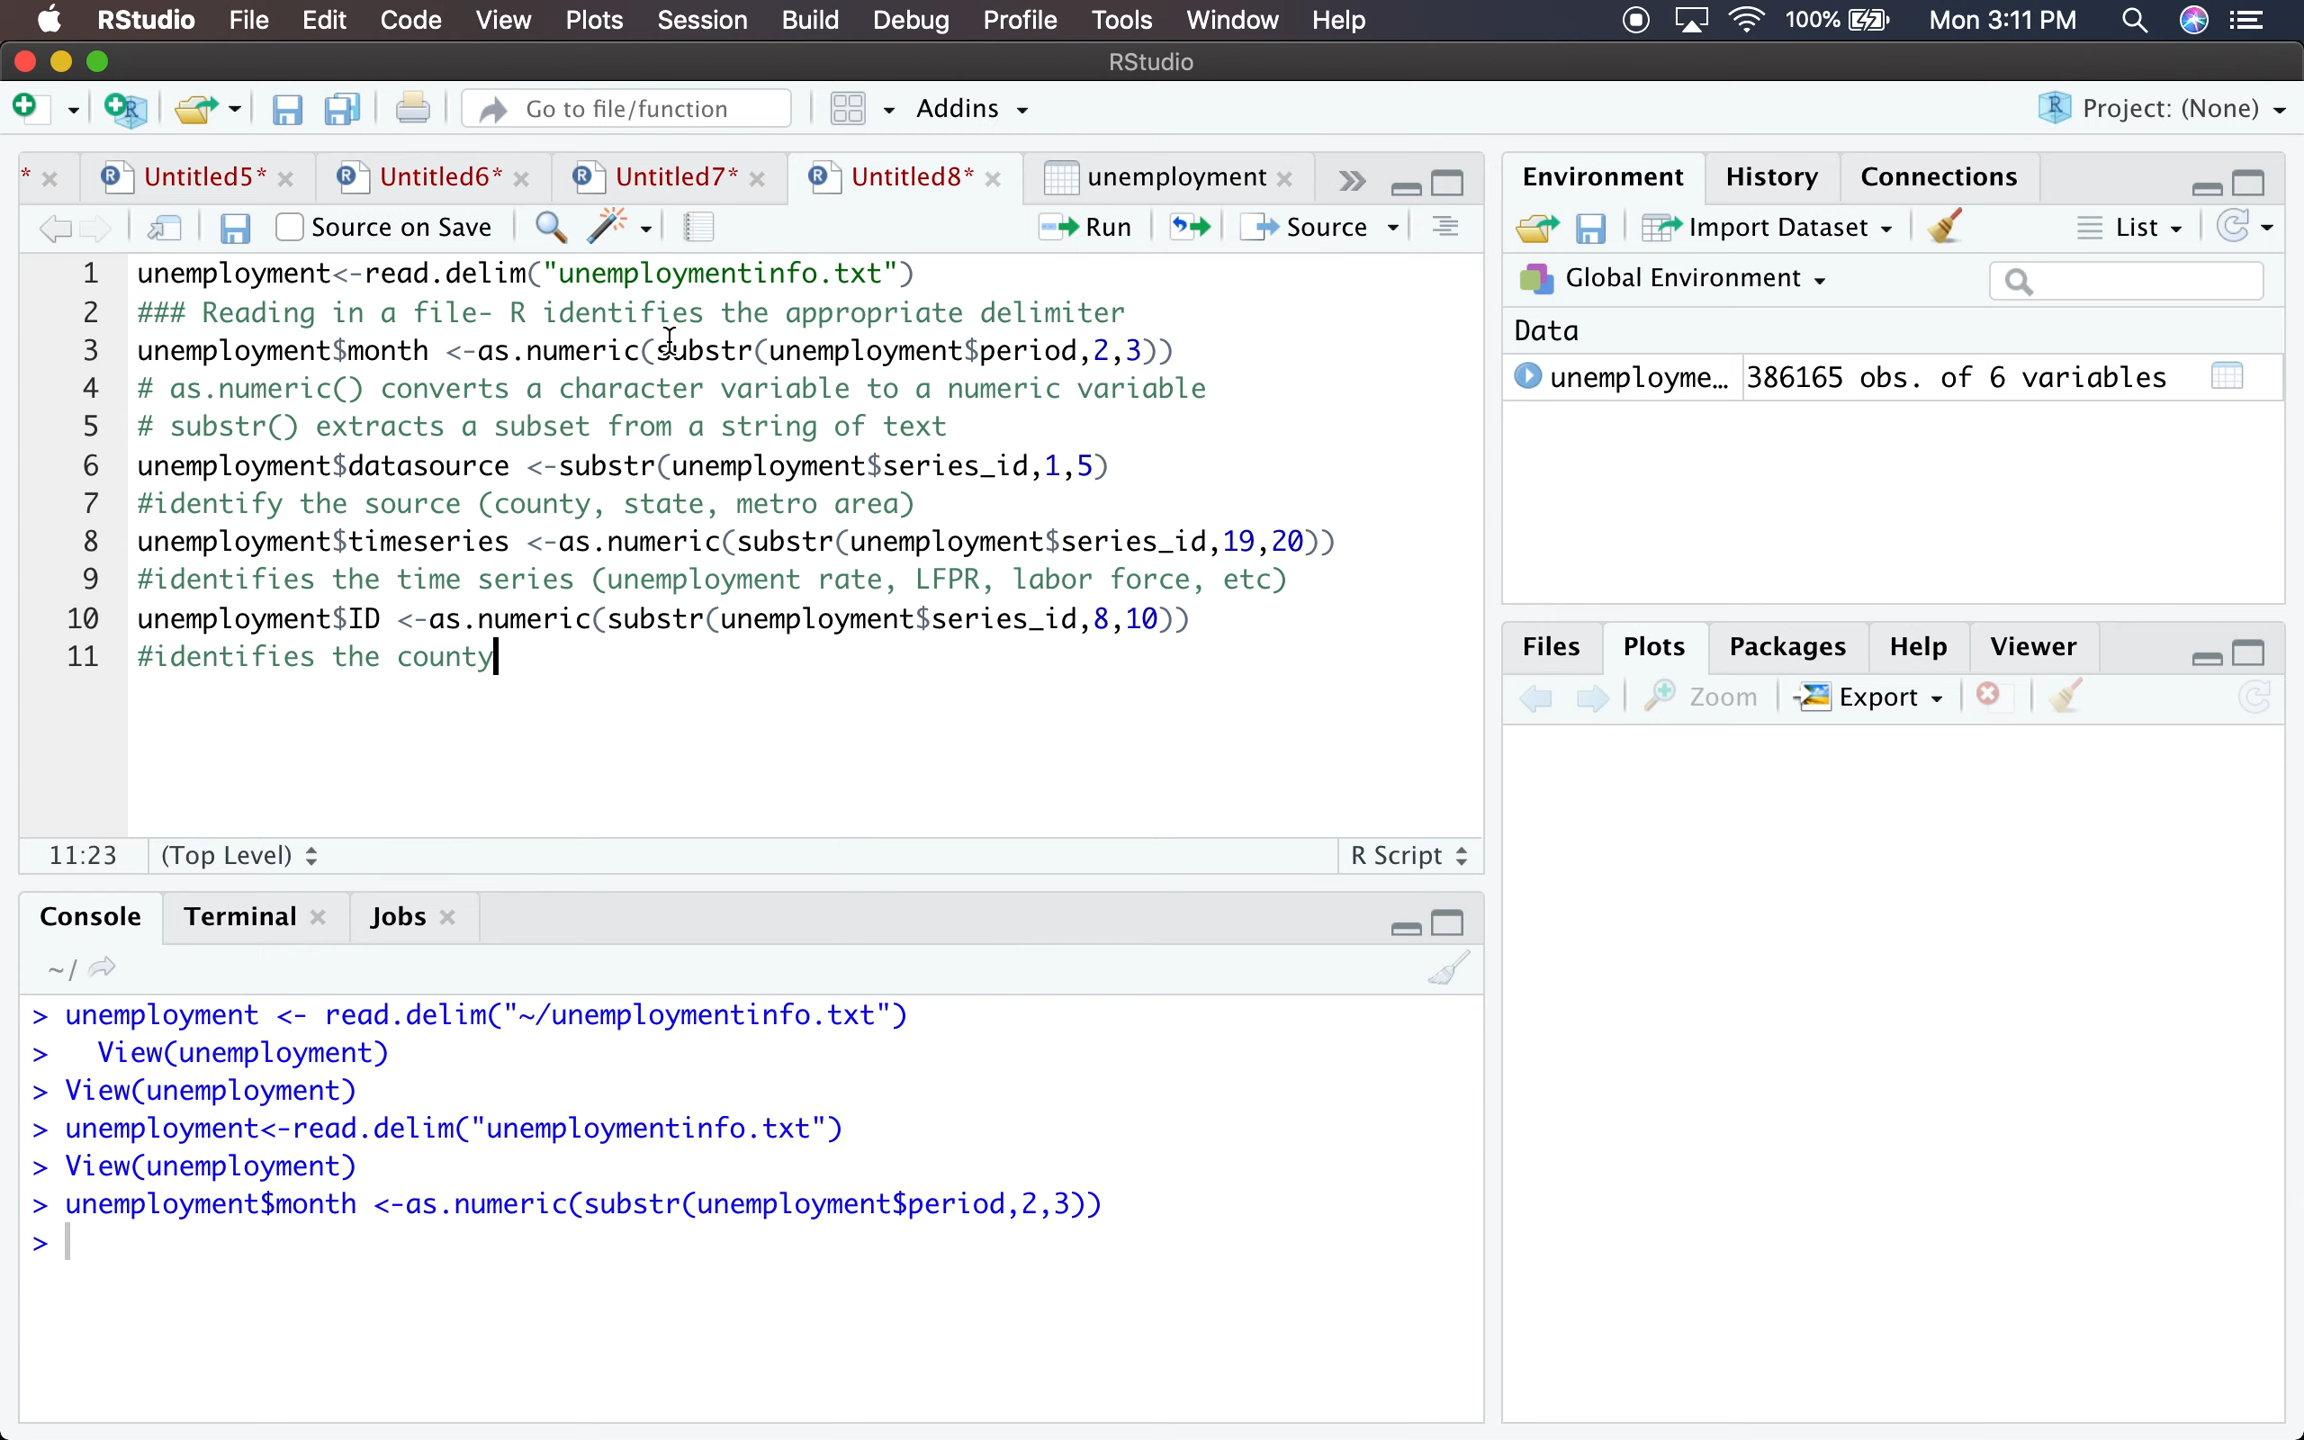 RStudio File Edit Code View Plots Session Build Debug Profile Tools Window Help 100% Mon 3:11 PM
RStudio
Go to file/function Addins Project: (None)
* Untitled5* Untitled6* Untitled7* Untitled8* unemployment
Source on Save Run Source
1 unemployment<-read.delim("unemploymentinfo.txt")
2 ### Reading in a file- R identifies the appropriate delimiter
3 unemployment$month <-as.numeric(substr(unemployment$period,2,3))
4 # as.numeric() converts a character variable to a numeric variable
5 # substr() extracts a subset from a string of text
6 unemployment$datasource <-substr(unemployment$series_id,1,5)
7 #identify the source (county, state, metro area)
8 unemployment$timeseries <-as.numeric(substr(unemployment$series_id,19,20))
9 #identifies the time series (unemployment rate, LFPR, labor force, etc)
10 unemployment$ID <-as.numeric(substr(unemployment$series_id,8,10))
11 #identifies the county
11:23 (Top Level) R Script
Console Terminal Jobs
~/
> unemployment <- read.delim("~/unemploymentinfo.txt")
>   View(unemployment)
> View(unemployment)
> unemployment<-read.delim("unemploymentinfo.txt")
> View(unemployment)
> unemployment$month <-as.numeric(substr(unemployment$period,2,3))
>
Environment History Connections
Import Dataset List
Global Environment
Data
unemployme… 386165 obs. of 6 variables
Files Plots Packages Help Viewer
Zoom Export